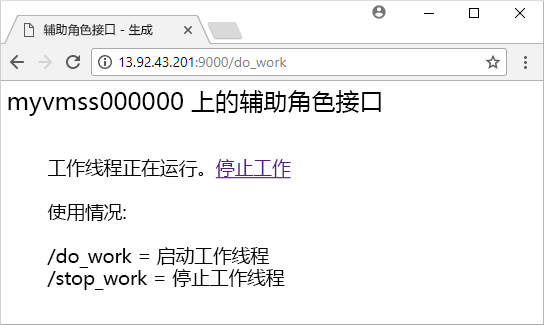 辅助角色接口 - 生成
13.92.43.201:9000/do_work
myvmss000000 上的辅助角色接口
工作线程正在运行。停止工作
使用情况:
/do_work = 启动工作线程
/stop_work = 停止工作线程